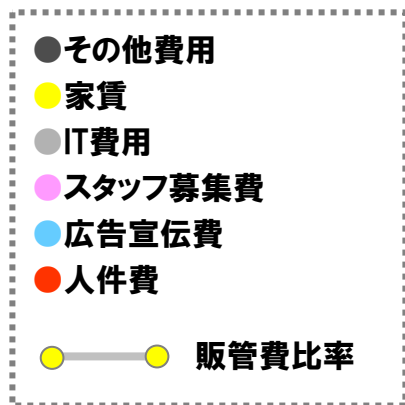 その他費用
家賃
IT費用
スタッフ募集費
広告宣伝費
人件費
販管費比率